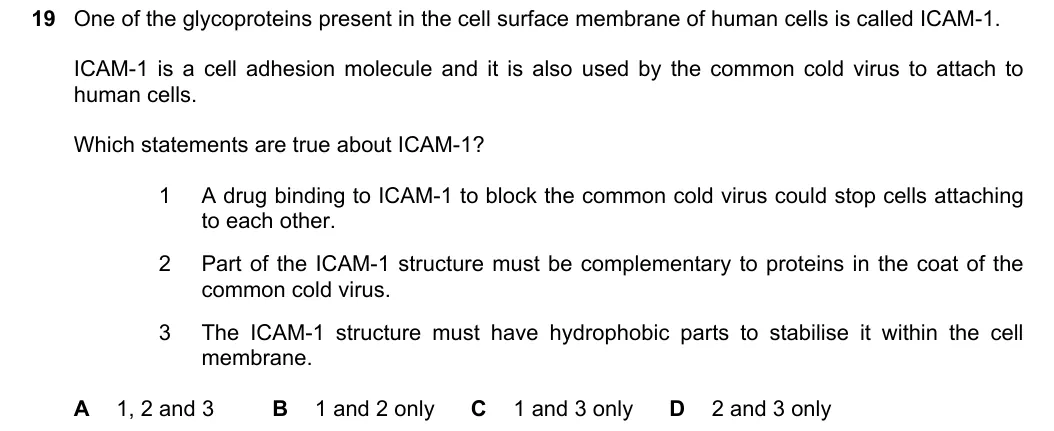 19 One of the glycoproteins present in the cell surface membrane of human cells is called ICAM-1.
ICAM-1 is a cell adhesion molecule and it is also used by the common cold virus to attach to
human cells.
Which statements are true about ICAM-1?
1 A drug binding to ICAM-1 to block the common cold virus could stop cells attaching
to each other.
2 Part of the ICAM-1 structure must be complementary to proteins in the coat of the
common cold virus.
3 The ICAM-1 structure must have hydrophobic parts to stabilise it within the cell
membrane.
A 1, 2 and 3 B 1 and 2 only C 1 and 3 only D 2 and 3 only